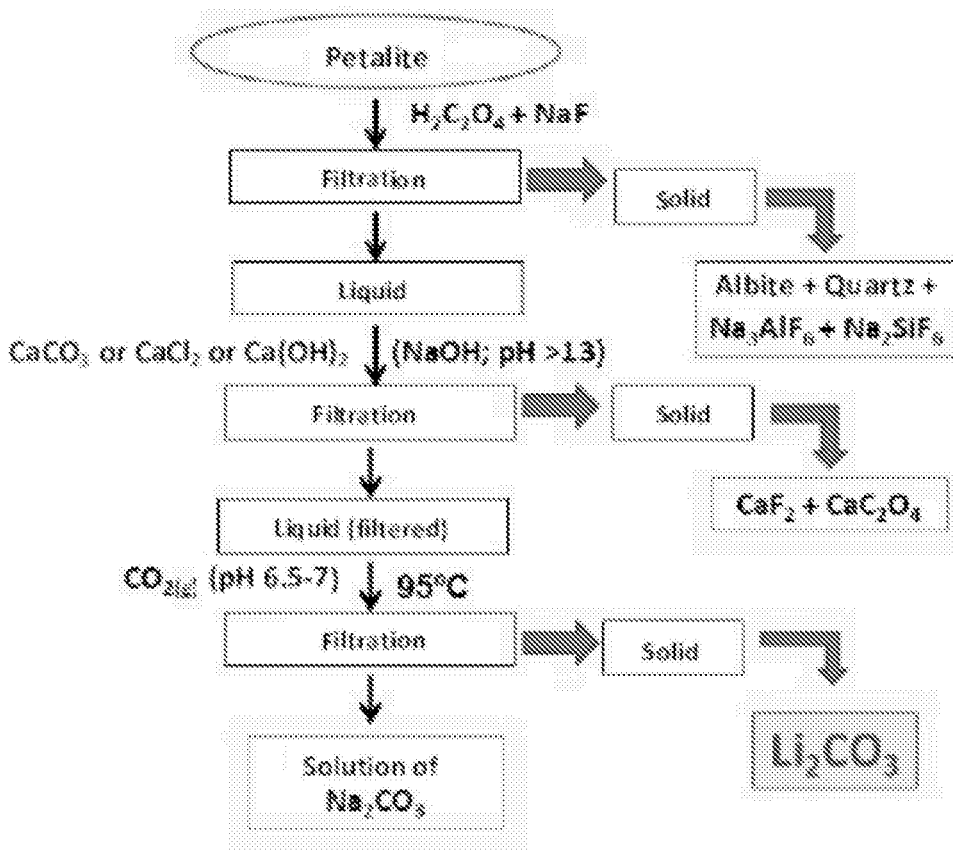 Petalite
H₂C₂O₄ + NaF
Filtration
Solid
Liquid
Albite + Quartz +
Na₃AlF₆ + Na₂SiF₆
CaCO₃ or CaCl₂ or Ca(OH)₂ (NaOH; pH >13)
Filtration
Solid
CaF₂ + CaC₂O₄
Liquid (filtered)
CO₂₍g₎ (pH 6.5-7) 95ºC
Filtration
Solid
Li₂CO₃
Solution of
Na₂CO₃